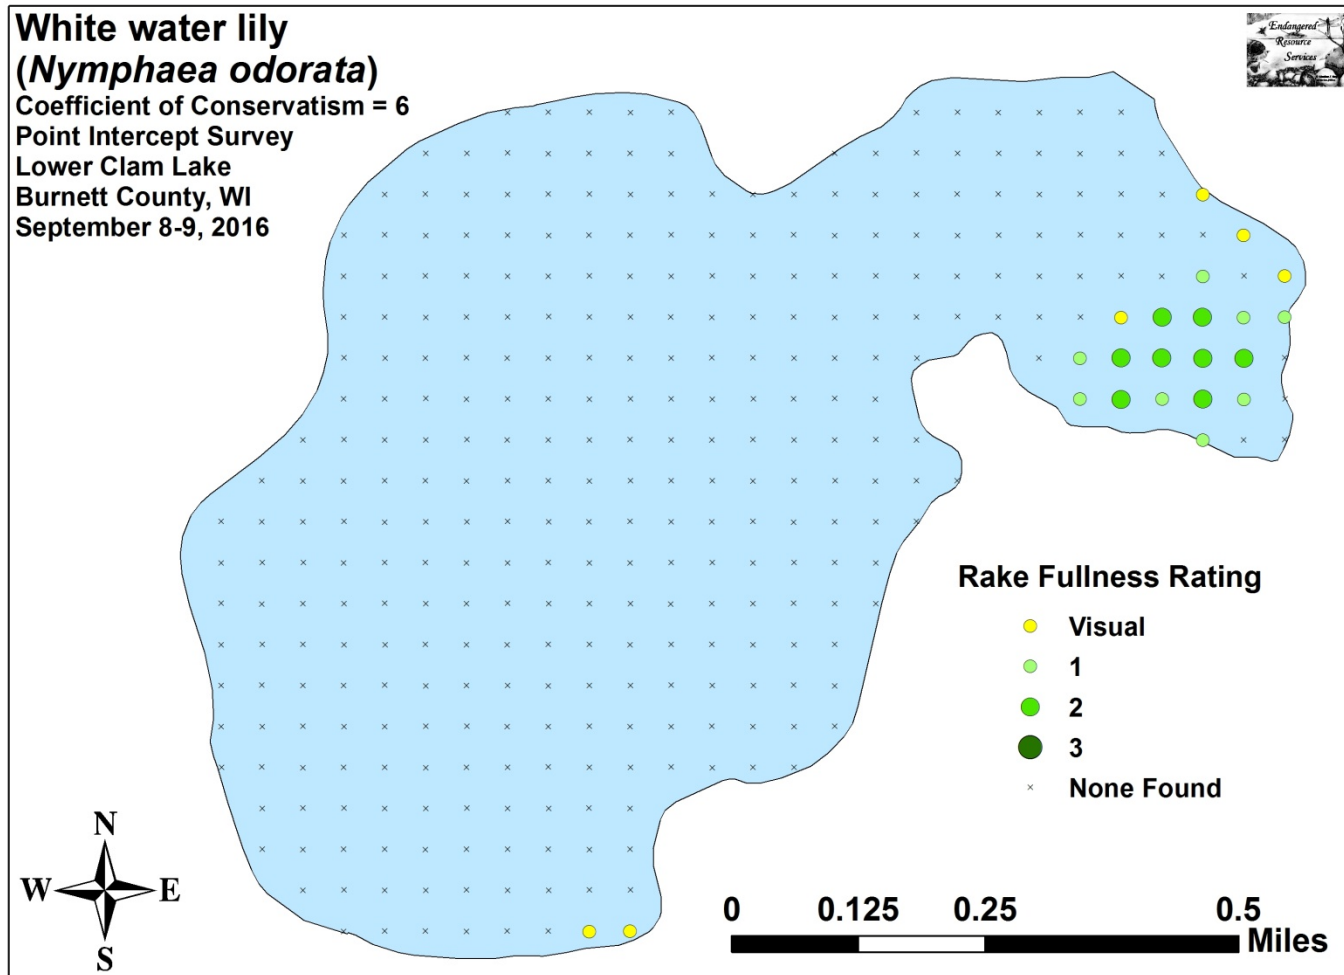 White water lily
(Nymphaea odorata)
Coefficient of Conservatism = 6
Point Intercept Survey
Lower Clam Lake
Burnett County, WI
September 8-9, 2016
Endangered
Resource
Services
Rake Fullness Rating
Visual
1
2
3
None Found
N
W E
S
0 0.125 0.25 0.5
Miles